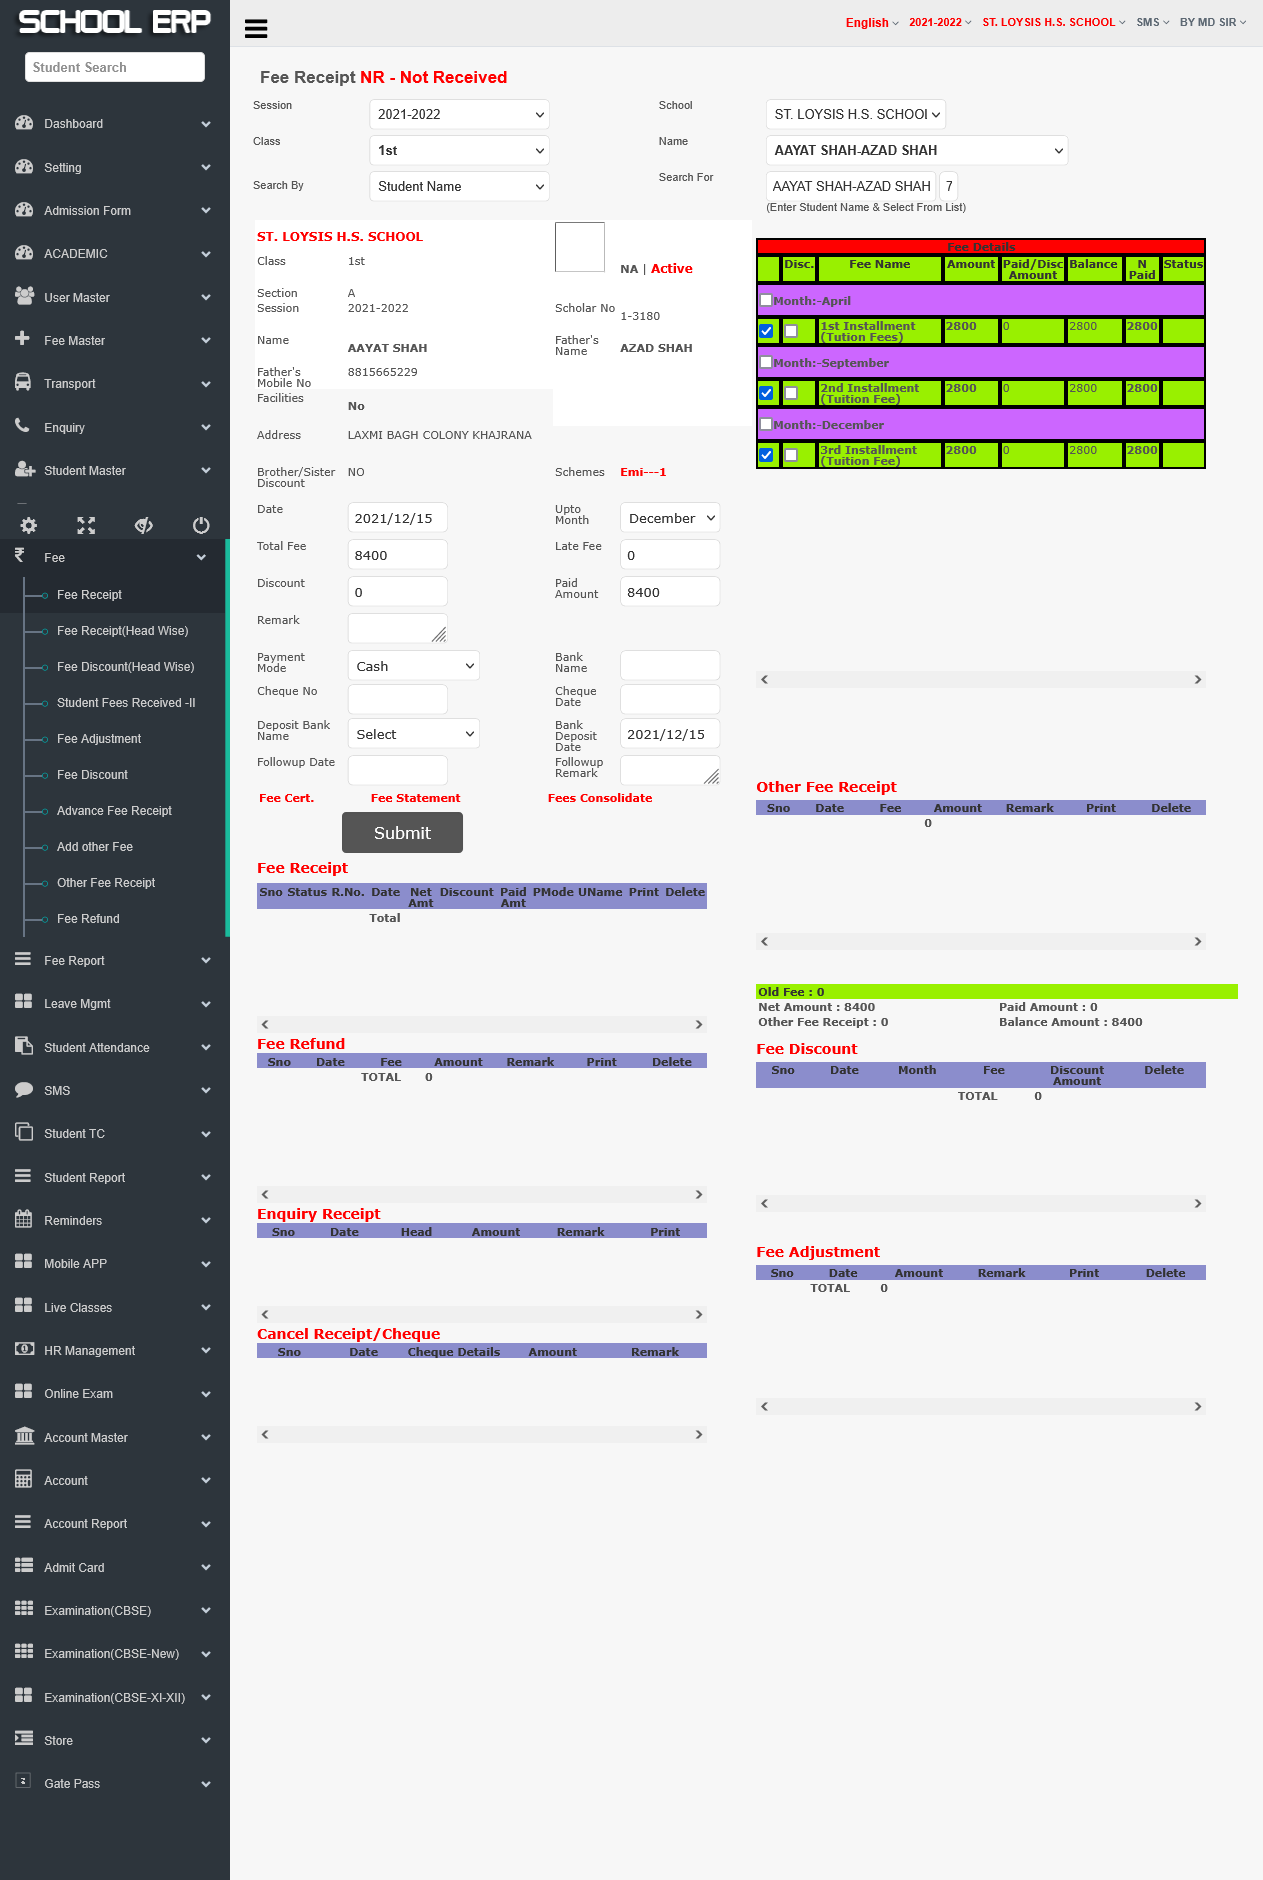 SCHOOL ERP
Student Search
Dashboard
Setting
Admission Form
ACADEMIC
User Master
Fee Master
Transport
Enquiry
Student Master
Fee
Fee Receipt
Fee Receipt(Head Wise)
Fee Discount(Head Wise)
Student Fees Received -II
Fee Adjustment
Fee Discount
Advance Fee Receipt
Add other Fee
Other Fee Receipt
Fee Refund
Fee Report
Leave Mgmt
Student Attendance
SMS
Student TC
Student Report
Reminders
Mobile APP
Live Classes
HR Management
Online Exam
Account Master
Account
Account Report
Admit Card
Examination(CBSE)
Examination(CBSE-New)
Examination(CBSE-XI-XII)
Store
Gate Pass
English 2021-2022 ST. LOYSIS H.S. SCHOOL SMS BY MD SIR
Fee Receipt NR - Not Received
Session 2021-2022 School ST. LOYSIS H.S. SCHOOL
Class 1st Name AAYAT SHAH-AZAD SHAH
Search By Student Name Search For AAYAT SHAH-AZAD SHAH 7
(Enter Student Name & Select From List)
ST. LOYSIS H.S. SCHOOL
Class 1st NA | Active
Section A
Session 2021-2022 Scholar No 1-3180
Name AAYAT SHAH Father's Name AZAD SHAH
Father's Mobile No 8815665229
Facilities No
Address LAXMI BAGH COLONY KHAJRANA
Brother/Sister Discount NO Schemes Emi---1
Date 2021/12/15 Upto Month December
Total Fee 8400 Late Fee 0
Discount 0 Paid Amount 8400
Remark
Payment Mode Cash Bank Name
Cheque No Cheque Date
Deposit Bank Name Select Bank Deposit Date 2021/12/15
Followup Date Followup Remark
Fee Cert. Fee Statement Fees Consolidate
Submit
Fee Receipt
Sno Status R.No. Date Net Amt Discount Paid Amt PMode UName Print Delete
Total
Fee Refund
Sno Date Fee Amount Remark Print Delete
TOTAL 0
Enquiry Receipt
Sno Date Head Amount Remark Print
Cancel Receipt/Cheque
Sno Date Cheque Details Amount Remark
Fee Details
Disc. Fee Name Amount Paid/Disc Amount Balance N Paid Status
Month:-April
1st Installment (Tution Fees) 2800 0 2800 2800
Month:-September
2nd Installment (Tuition Fee) 2800 0 2800 2800
Month:-December
3rd Installment (Tuition Fee) 2800 0 2800 2800
Other Fee Receipt
Sno Date Fee Amount Remark Print Delete
0
Old Fee : 0
Net Amount : 8400 Paid Amount : 0
Other Fee Receipt : 0 Balance Amount : 8400
Fee Discount
Sno Date Month Fee Discount Amount Delete
TOTAL 0
Fee Adjustment
Sno Date Amount Remark Print Delete
TOTAL 0